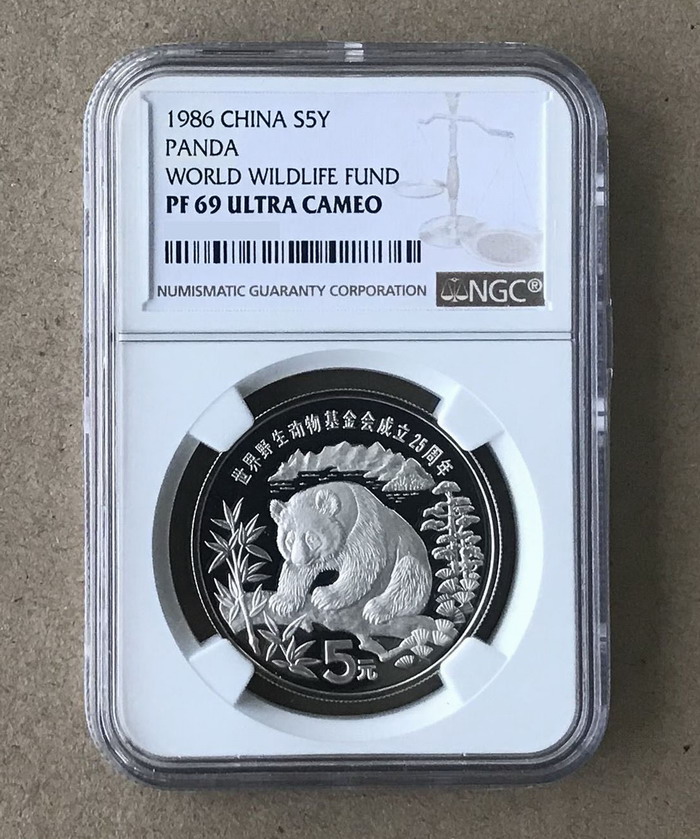 1986 CHINA S5Y
PANDA
WORLD WILDLIFE FUND
PF 69 ULTRA CAMEO
NUMISMATIC GUARANTY CORPORATION
NGC®
世界野生动物基金会成立25周年
5元